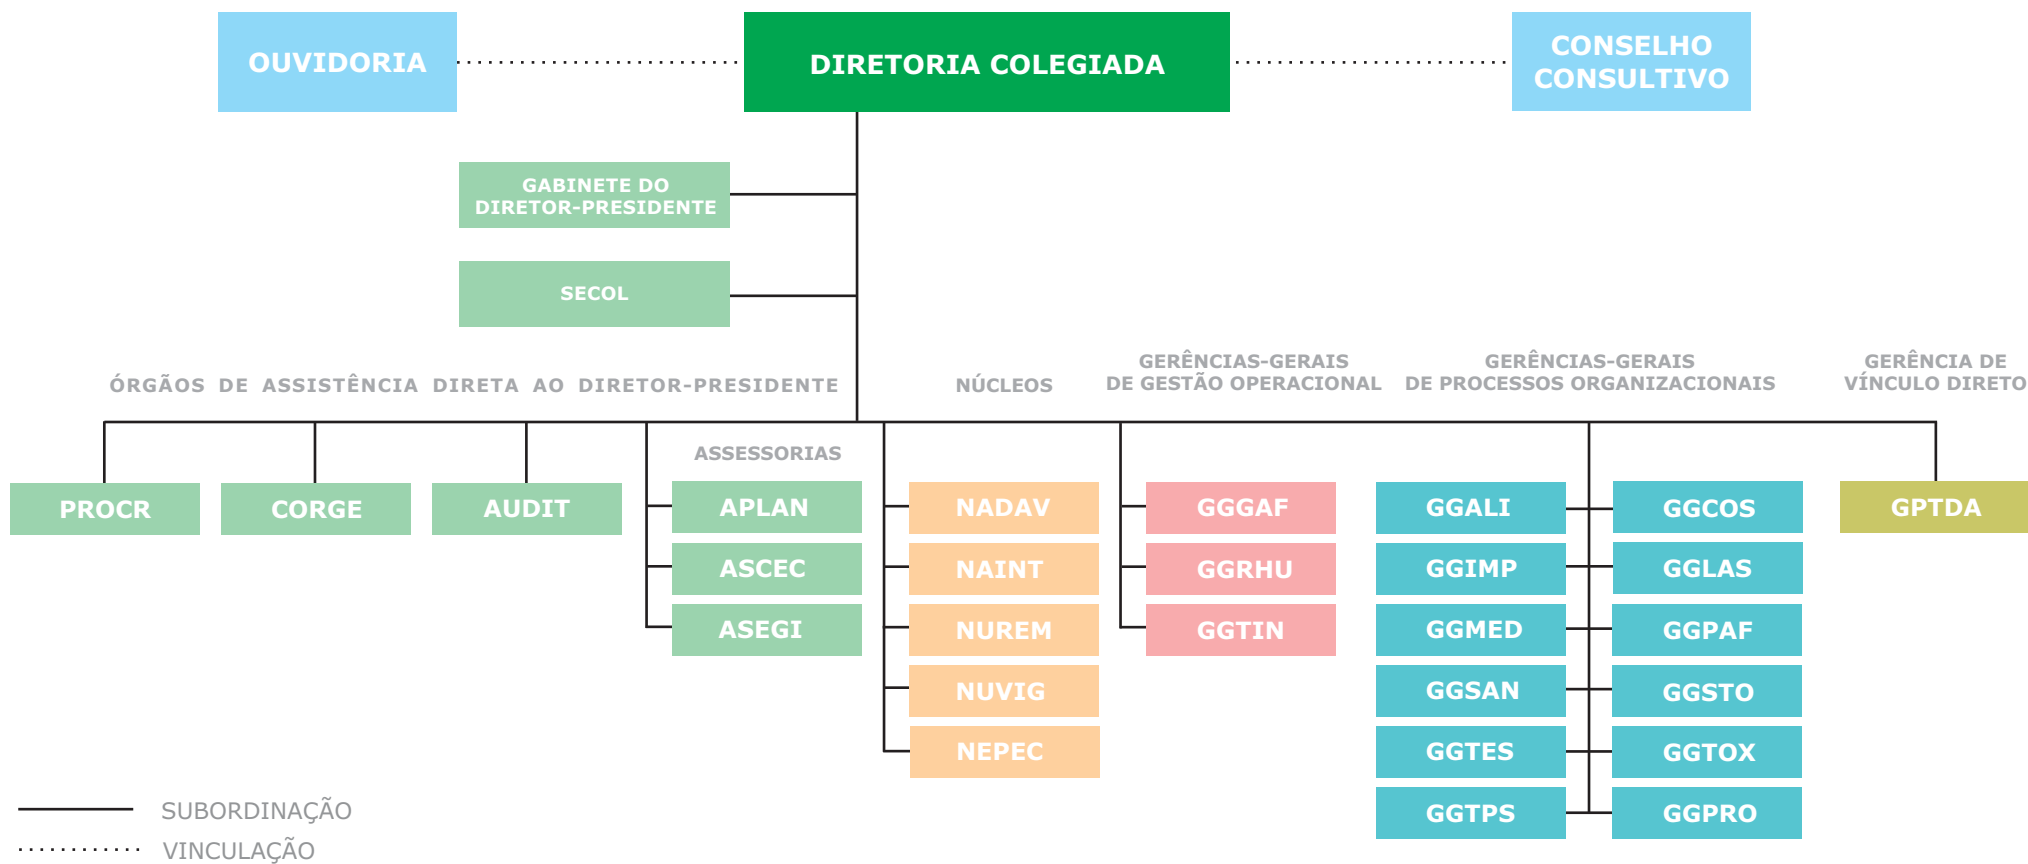 OUVIDORIA
DIRETORIA COLEGIADA
CONSELHO
CONSULTIVO
GABINETE DO
DIRETOR-PRESIDENTE
SECOL
ÓRGÃOS DE ASSISTÊNCIA DIRETA AO DIRETOR-PRESIDENTE
NÚCLEOS
GERÊNCIAS-GERAIS
DE GESTÃO OPERACIONAL
GERÊNCIAS-GERAIS
DE PROCESSOS ORGANIZACIONAIS
GERÊNCIA DE
VÍNCULO DIRETO
ASSESSORIAS
PROCR
CORGE
AUDIT
APLAN
ASCEC
ASEGI
NADAV
NAINT
NUREM
NUVIG
NEPEC
GGGAF
GGRHU
GGTIN
GGALI
GGIMP
GGMED
GGSAN
GGTES
GGTPS
GGCOS
GGLAS
GGPAF
GGSTO
GGTOX
GGPRO
GPTDA
SUBORDINAÇÃO
VINCULAÇÃO